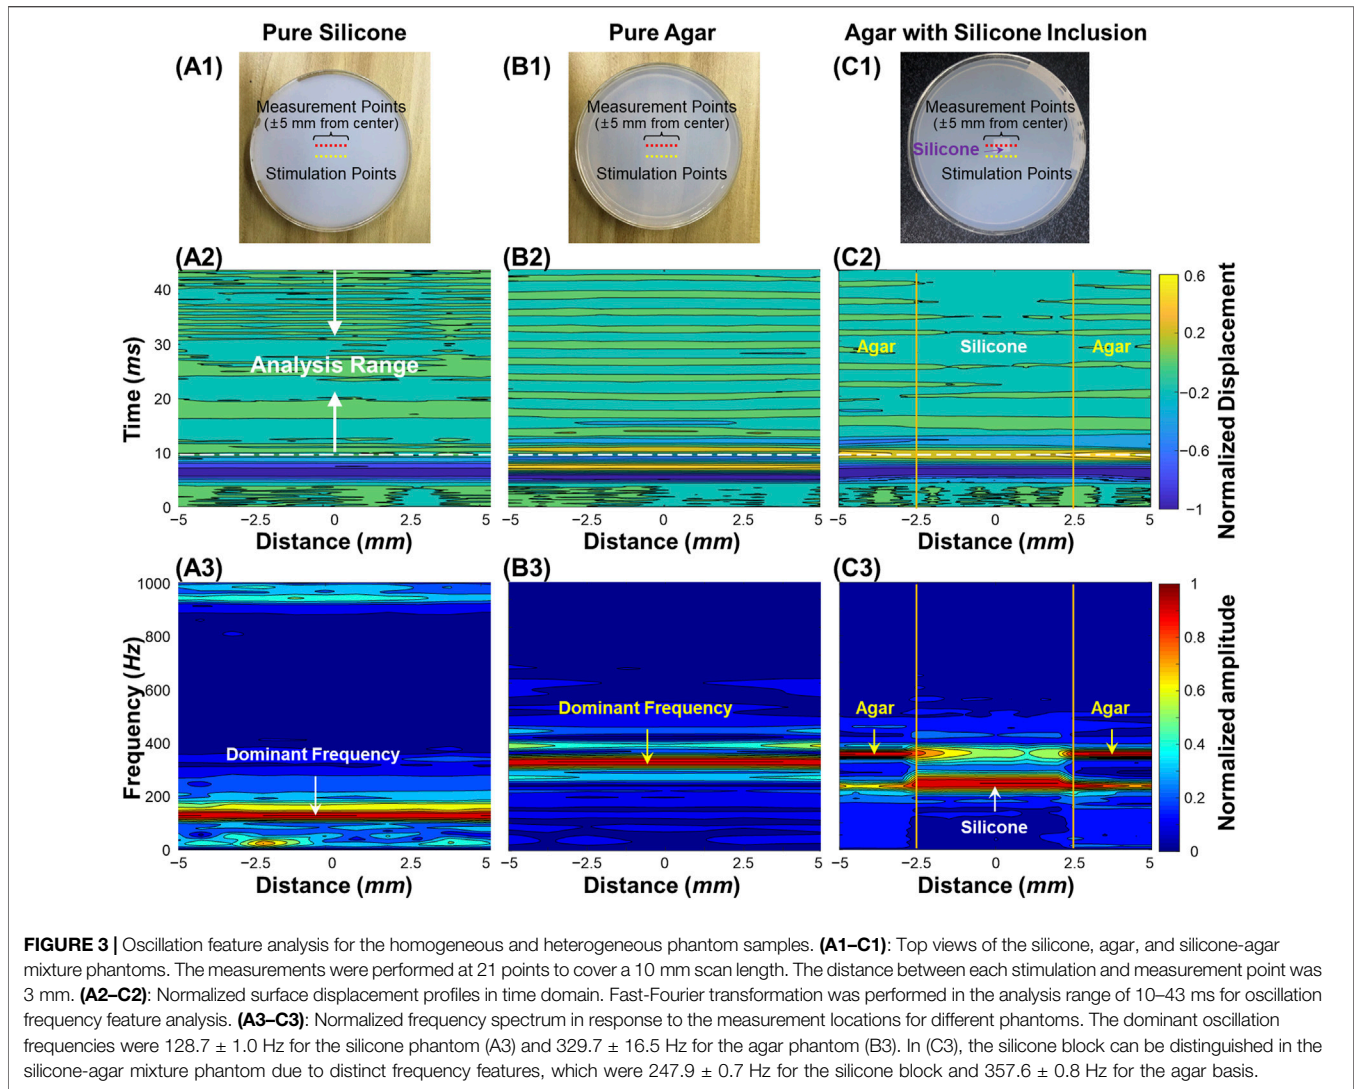 Pure Silicone
Pure Agar
Agar with Silicone Inclusion
(A1)
Measurement Points
(±5 mm from center)
Stimulation Points
(B1)
Measurement Points
(±5 mm from center)
Stimulation Points
(C1)
Measurement Points
(±5 mm from center)
Silicone
Stimulation Points
(A2)
Time (ms)
40
30
20
10
0
Analysis Range
−5
−2.5
0
2.5
5
Distance (mm)
(B2)
−5
−2.5
0
2.5
5
Distance (mm)
(C2)
Agar
Silicone
Agar
−5
−2.5
0
2.5
5
Distance (mm)
0.6
0.2
−0.2
−0.6
−1
Normalized Displacement
(A3)
Frequency (Hz)
1000
800
600
400
200
0
Dominant Frequency
−5
−2.5
0
2.5
5
Distance (mm)
(B3)
Dominant Frequency
−5
−2.5
0
2.5
5
Distance (mm)
(C3)
Agar
Agar
Silicone
−5
−2.5
0
2.5
5
Distance (mm)
1
0.8
0.6
0.4
0.2
0
Normalized amplitude
FIGURE 3 | Oscillation feature analysis for the homogeneous and heterogeneous phantom samples. (A1–C1): Top views of the silicone, agar, and silicone-agar
mixture phantoms. The measurements were performed at 21 points to cover a 10 mm scan length. The distance between each stimulation and measurement point was
3 mm. (A2–C2): Normalized surface displacement profiles in time domain. Fast-Fourier transformation was performed in the analysis range of 10–43 ms for oscillation
frequency feature analysis. (A3–C3): Normalized frequency spectrum in response to the measurement locations for different phantoms. The dominant oscillation
frequencies were 128.7 ± 1.0 Hz for the silicone phantom (A3) and 329.7 ± 16.5 Hz for the agar phantom (B3). In (C3), the silicone block can be distinguished in the
silicone-agar mixture phantom due to distinct frequency features, which were 247.9 ± 0.7 Hz for the silicone block and 357.6 ± 0.8 Hz for the agar basis.